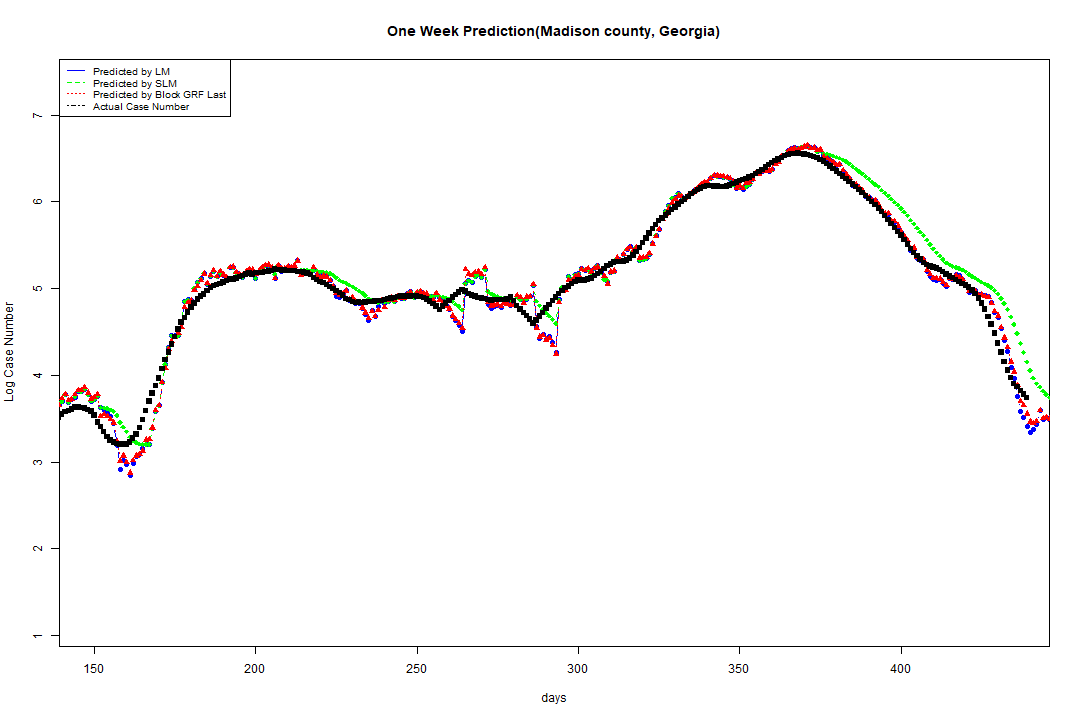 One Week Prediction(Madison county, Georgia)
Predicted by LM
Predicted by SLM
Predicted by Block GRF Last
Actual Case Number
7
6
5
4
3
2
1
Log Case Number
150 200 250 300 350 400
days